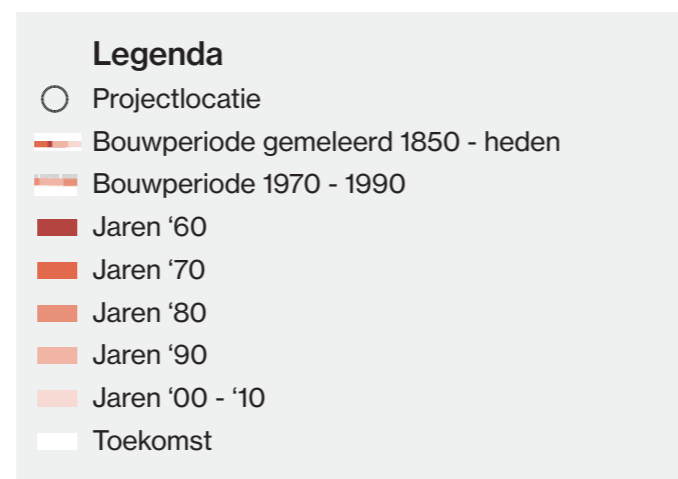 Legenda
Projectlocatie
Bouwperiode gemeleerd 1850 - heden
Bouwperiode 1970 - 1990
Jaren ‘60
Jaren ‘70
Jaren ‘80
Jaren ‘90
Jaren ‘00 - ‘10
Toekomst